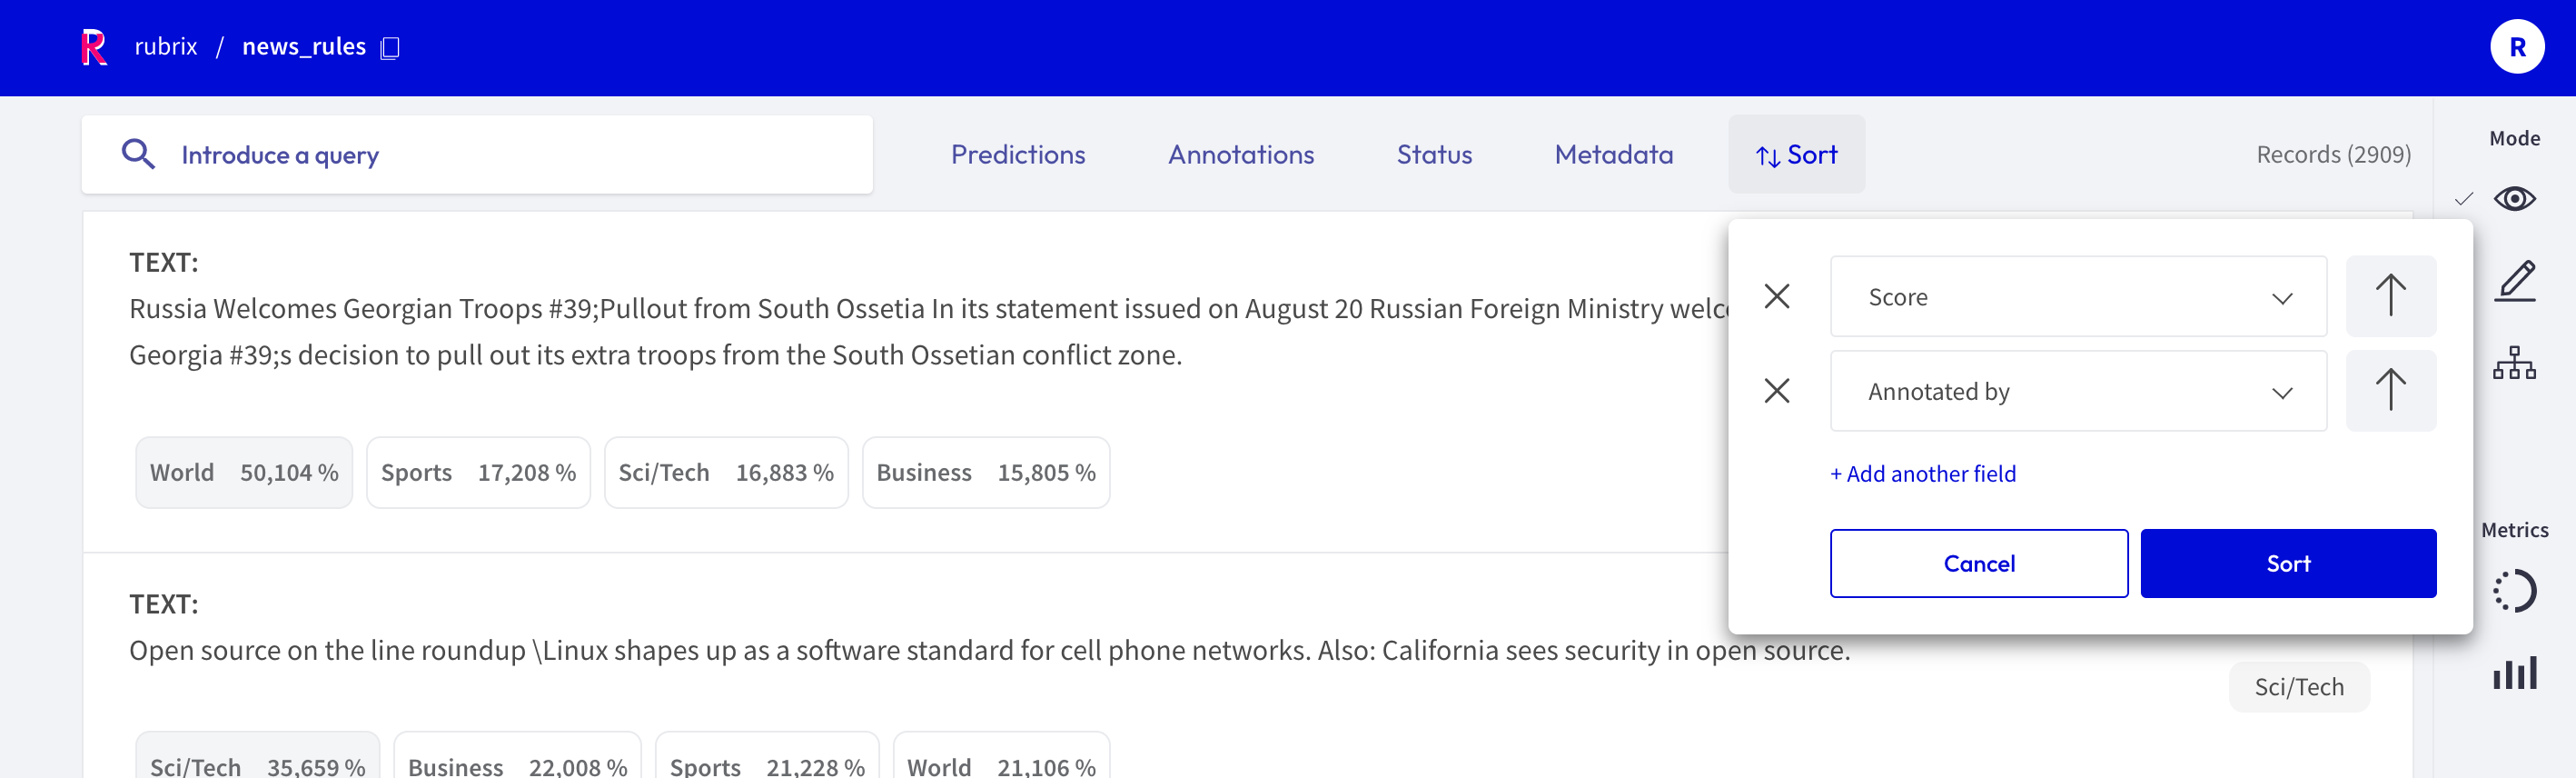 R rubrix / news_rules
R
Introduce a query
Predictions
Annotations
Status
Metadata
Sort
Records (2909)
Mode
TEXT:
Russia Welcomes Georgian Troops #39;Pullout from South Ossetia In its statement issued on August 20 Russian Foreign Ministry
Georgia #39;s decision to pull out its extra troops from the South Ossetian conflict zone.
World 50,104 %
Sports 17,208 %
Sci/Tech 16,883 %
Business 15,805 %
Score
Annotated by
+ Add another field
Cancel
Sort
Metrics
TEXT:
Open source on the line roundup \Linux shapes up as a software standard for cell phone networks. Also: California sees security in open source.
Sci/Tech
Sci/Tech 35,659 %
Business 22,008 %
Sports 21,228 %
World 21,106 %